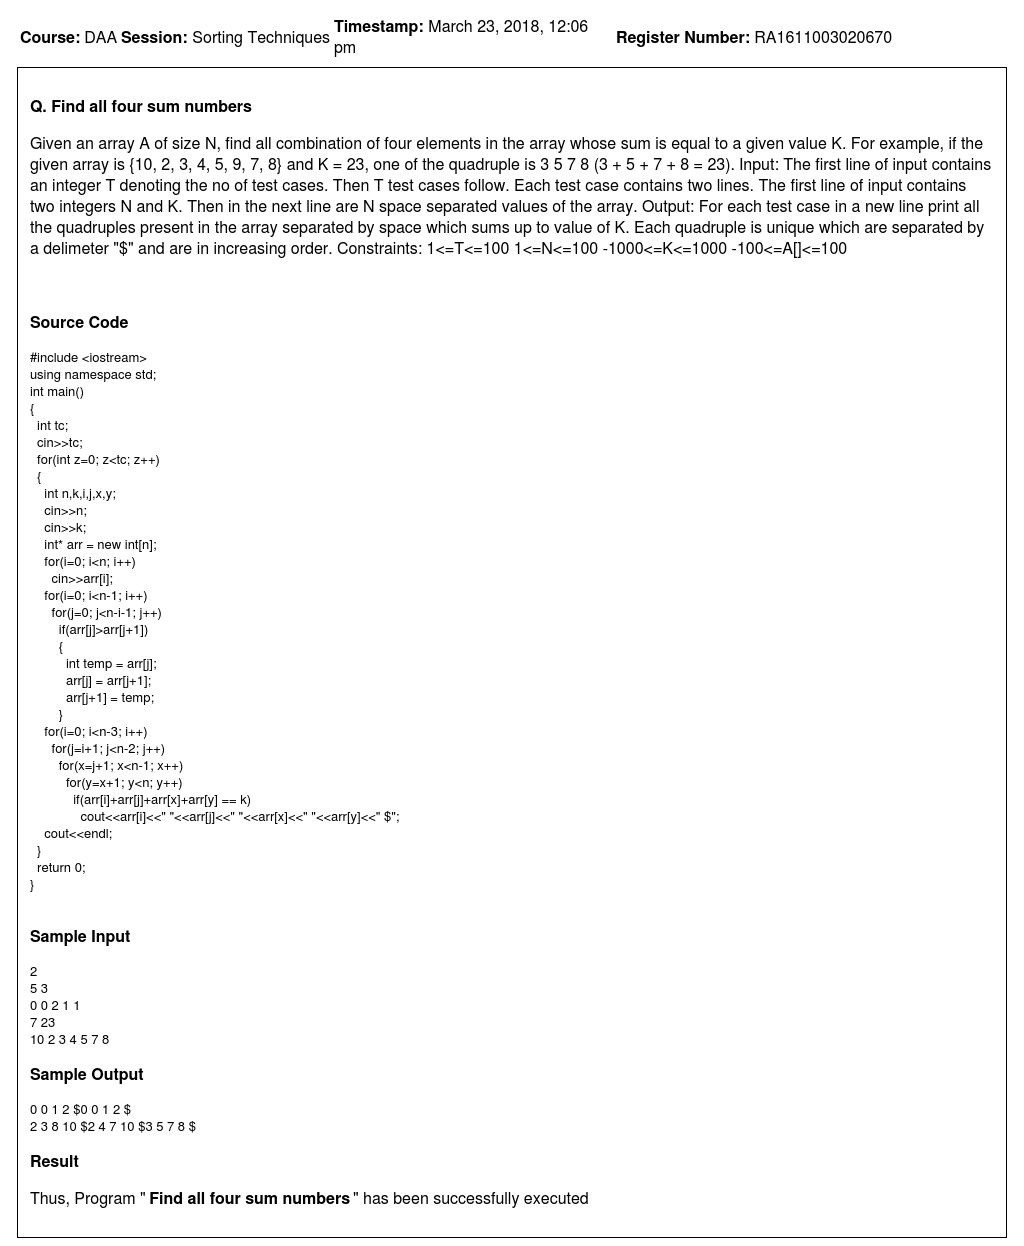 Course: DAA Session: Sorting Techniques Timestamp: March 23, 2018, 12:06 pm Register Number: RA1611003020670
Q. Find all four sum numbers
Given an array A of size N, find all combination of four elements in the array whose sum is equal to a given value K. For example, if the
given array is {10, 2, 3, 4, 5, 9, 7, 8} and K = 23, one of the quadruple is 3 5 7 8 (3 + 5 + 7 + 8 = 23). Input: The first line of input contains
an integer T denoting the no of test cases. Then T test cases follow. Each test case contains two lines. The first line of input contains
two integers N and K. Then in the next line are N space separated values of the array. Output: For each test case in a new line print all
the quadruples present in the array separated by space which sums up to value of K. Each quadruple is unique which are separated by
a delimeter "$" and are in increasing order. Constraints: 1<=T<=100 1<=N<=100 -1000<=K<=1000 -100<=A[]<=100
Source Code
#include <iostream>
using namespace std;
int main()
{
int tc;
cin>>tc;
for(int z=0; z<tc; z++)
{
int n,k,i,j,x,y;
cin>>n;
cin>>k;
int* arr = new int[n];
for(i=0; i<n; i++)
cin>>arr[i];
for(i=0; i<n-1; i++)
for(j=0; j<n-i-1; j++)
if(arr[j]>arr[j+1])
{
int temp = arr[j];
arr[j] = arr[j+1];
arr[j+1] = temp;
}
for(i=0; i<n-3; i++)
for(j=i+1; j<n-2; j++)
for(x=j+1; x<n-1; x++)
for(y=x+1; y<n; y++)
if(arr[i]+arr[j]+arr[x]+arr[y] == k)
cout<<arr[i]<<" "<<arr[j]<<" "<<arr[x]<<" "<<arr[y]<<" $";
cout<<endl;
}
return 0;
}
Sample Input
2
5 3
0 0 2 1 1
7 23
10 2 3 4 5 7 8
Sample Output
0 0 1 2 $0 0 1 2 $
2 3 8 10 $2 4 7 10 $3 5 7 8 $
Result
Thus, Program " Find all four sum numbers " has been successfully executed